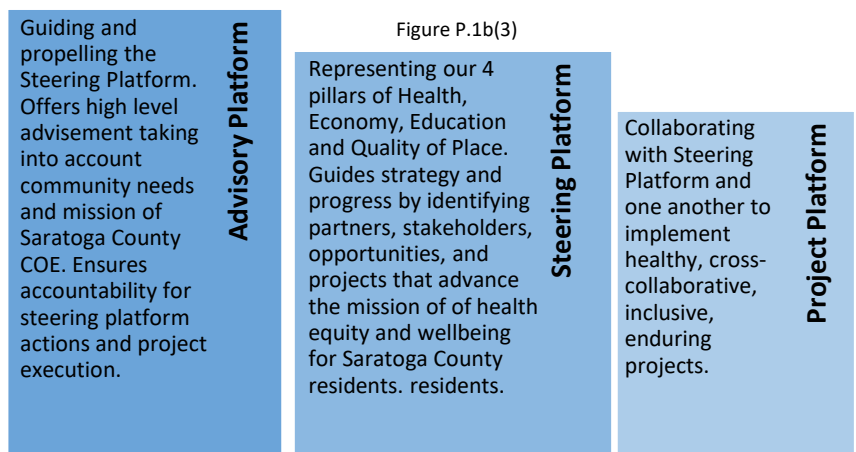 Figure P.1b(3)
Guiding and
propelling the
Steering Platform.
Offers high level
advisement taking
into account
community needs
and mission of
Saratoga County
COE. Ensures
accountability for
steering platform
actions and project
execution.
Advisory Platform
Representing our 4
pillars of Health,
Economy, Education
and Quality of Place.
Guides strategy and
progress by identifying
partners, stakeholders,
opportunities, and
projects that advance
the mission of of health
equity and wellbeing
for Saratoga County
residents. residents.
Steering Platform
Collaborating
with Steering
Platform and
one another to
implement
healthy, cross-
collaborative,
inclusive,
enduring
projects.
Project Platform